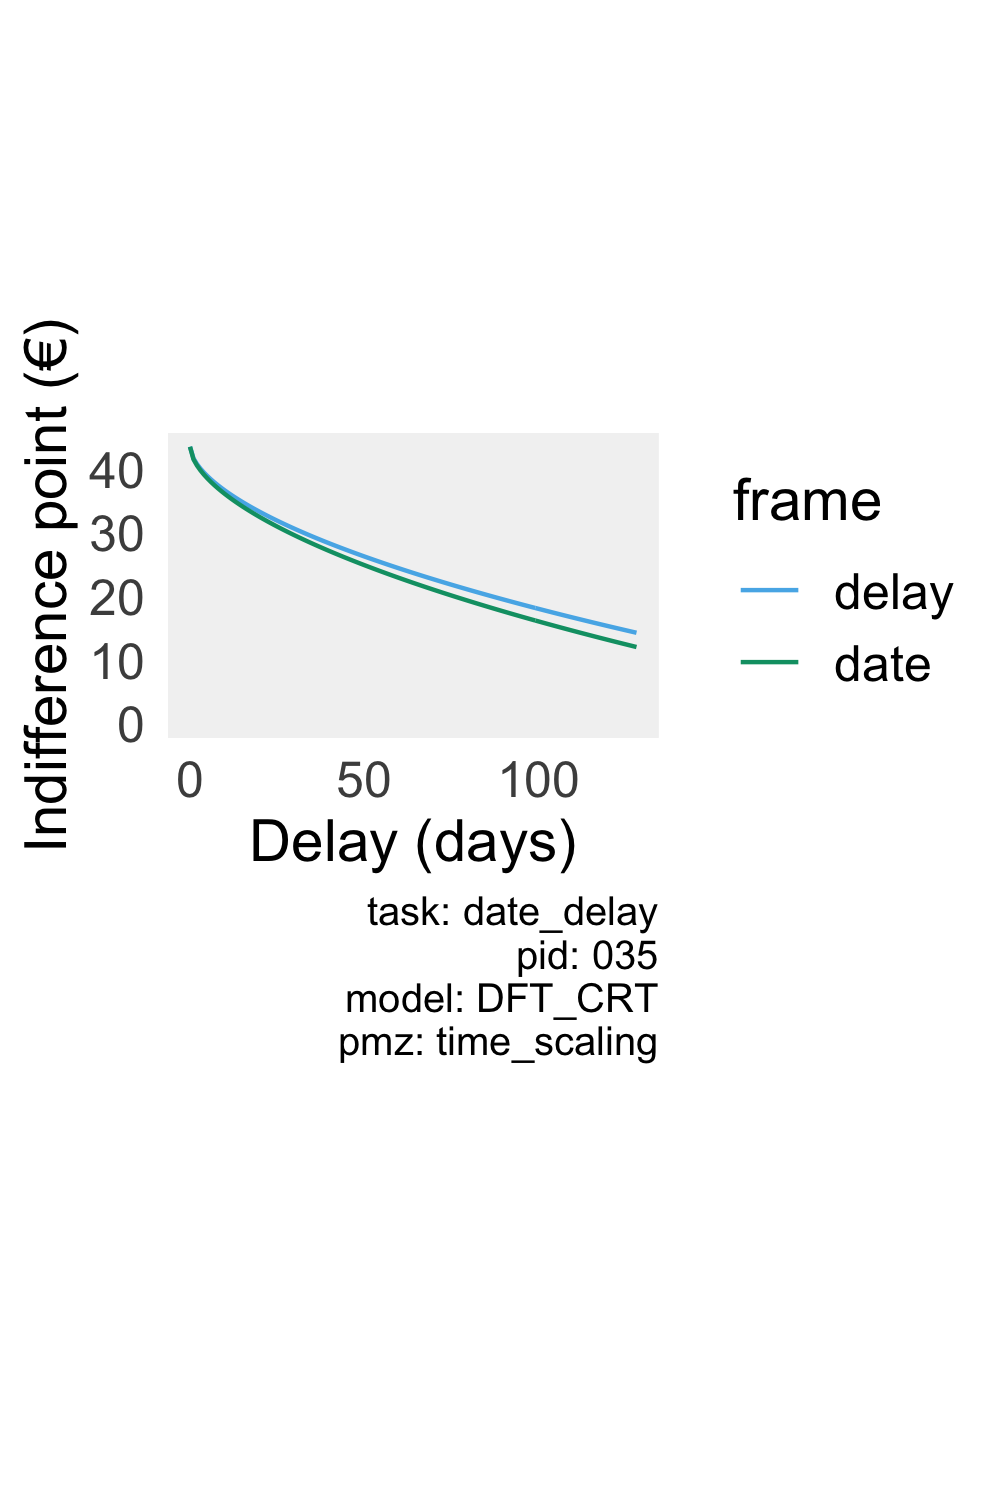 Indifference point (€)
40
30
20
10
0
0 50 100
Delay (days)
frame
delay
date
task: date_delay
pid: 035
model: DFT_CRT
pmz: time_scaling